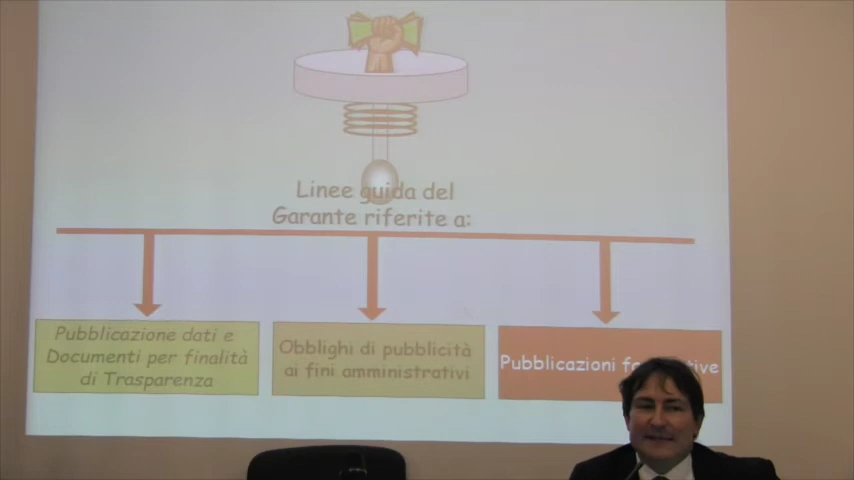 Linee guida del
Garante riferite a:
Pubblicazione dati e
Documenti per finalità
di Trasparenza
Obblighi di pubblicità
ai fini amministrativi
Pubblicazioni